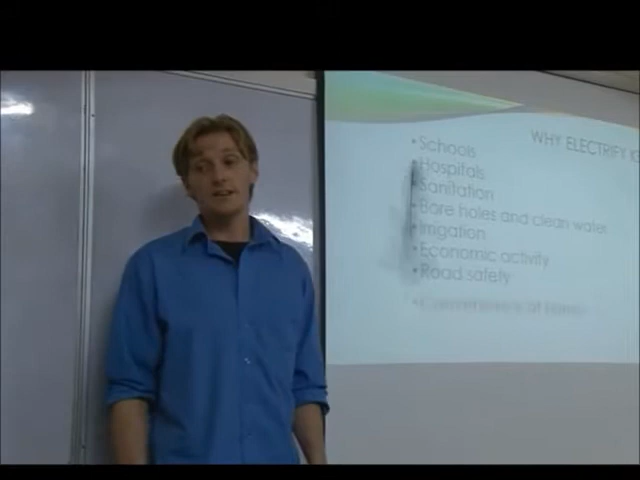 WHY ELECTRIFY
• Schools
• Hospitals
• Sanitation
• Bore holes and clean water
• Irrigation
• Economic activity
• Road safety